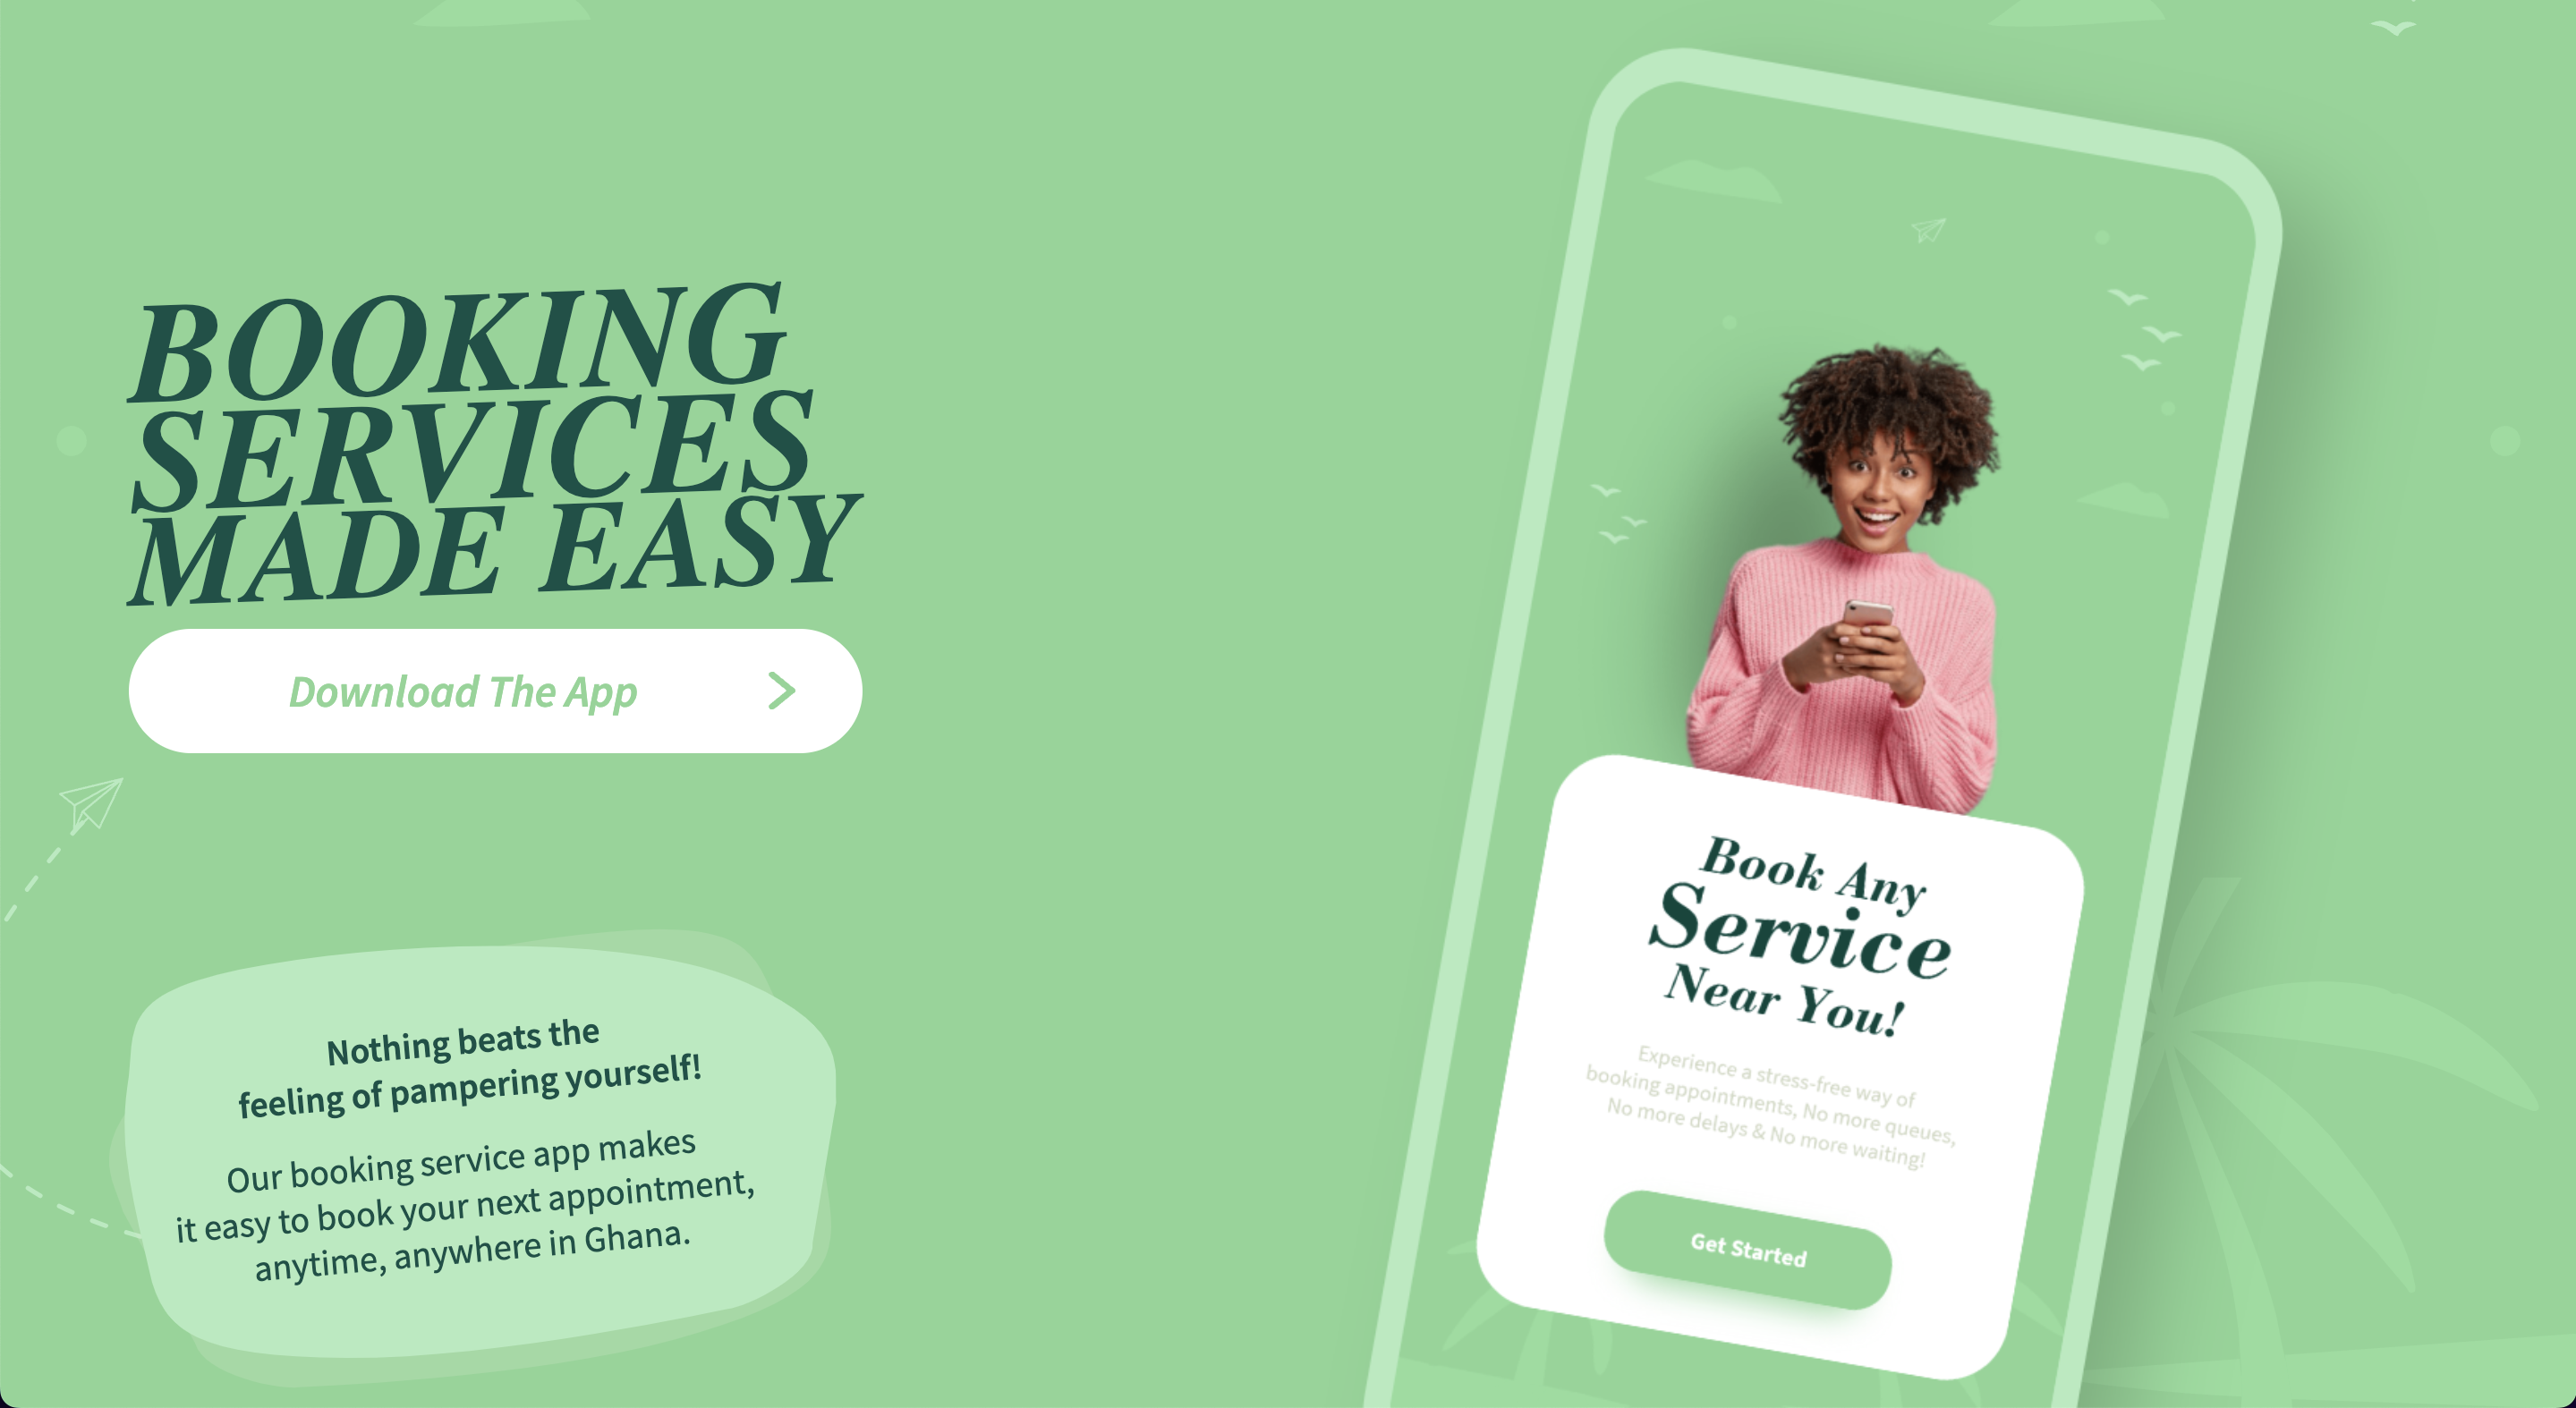 BOOKING
SERVICES
MADE EASY
Download The App
Nothing beats the
feeling of pampering yourself!
Our booking service app makes
it easy to book your next appointment,
anytime, anywhere in Ghana.
Book Any
Service
Near You!
Experience a stress-free way of
booking appointments, No more queues,
No more delays & No more waiting!
Get Started